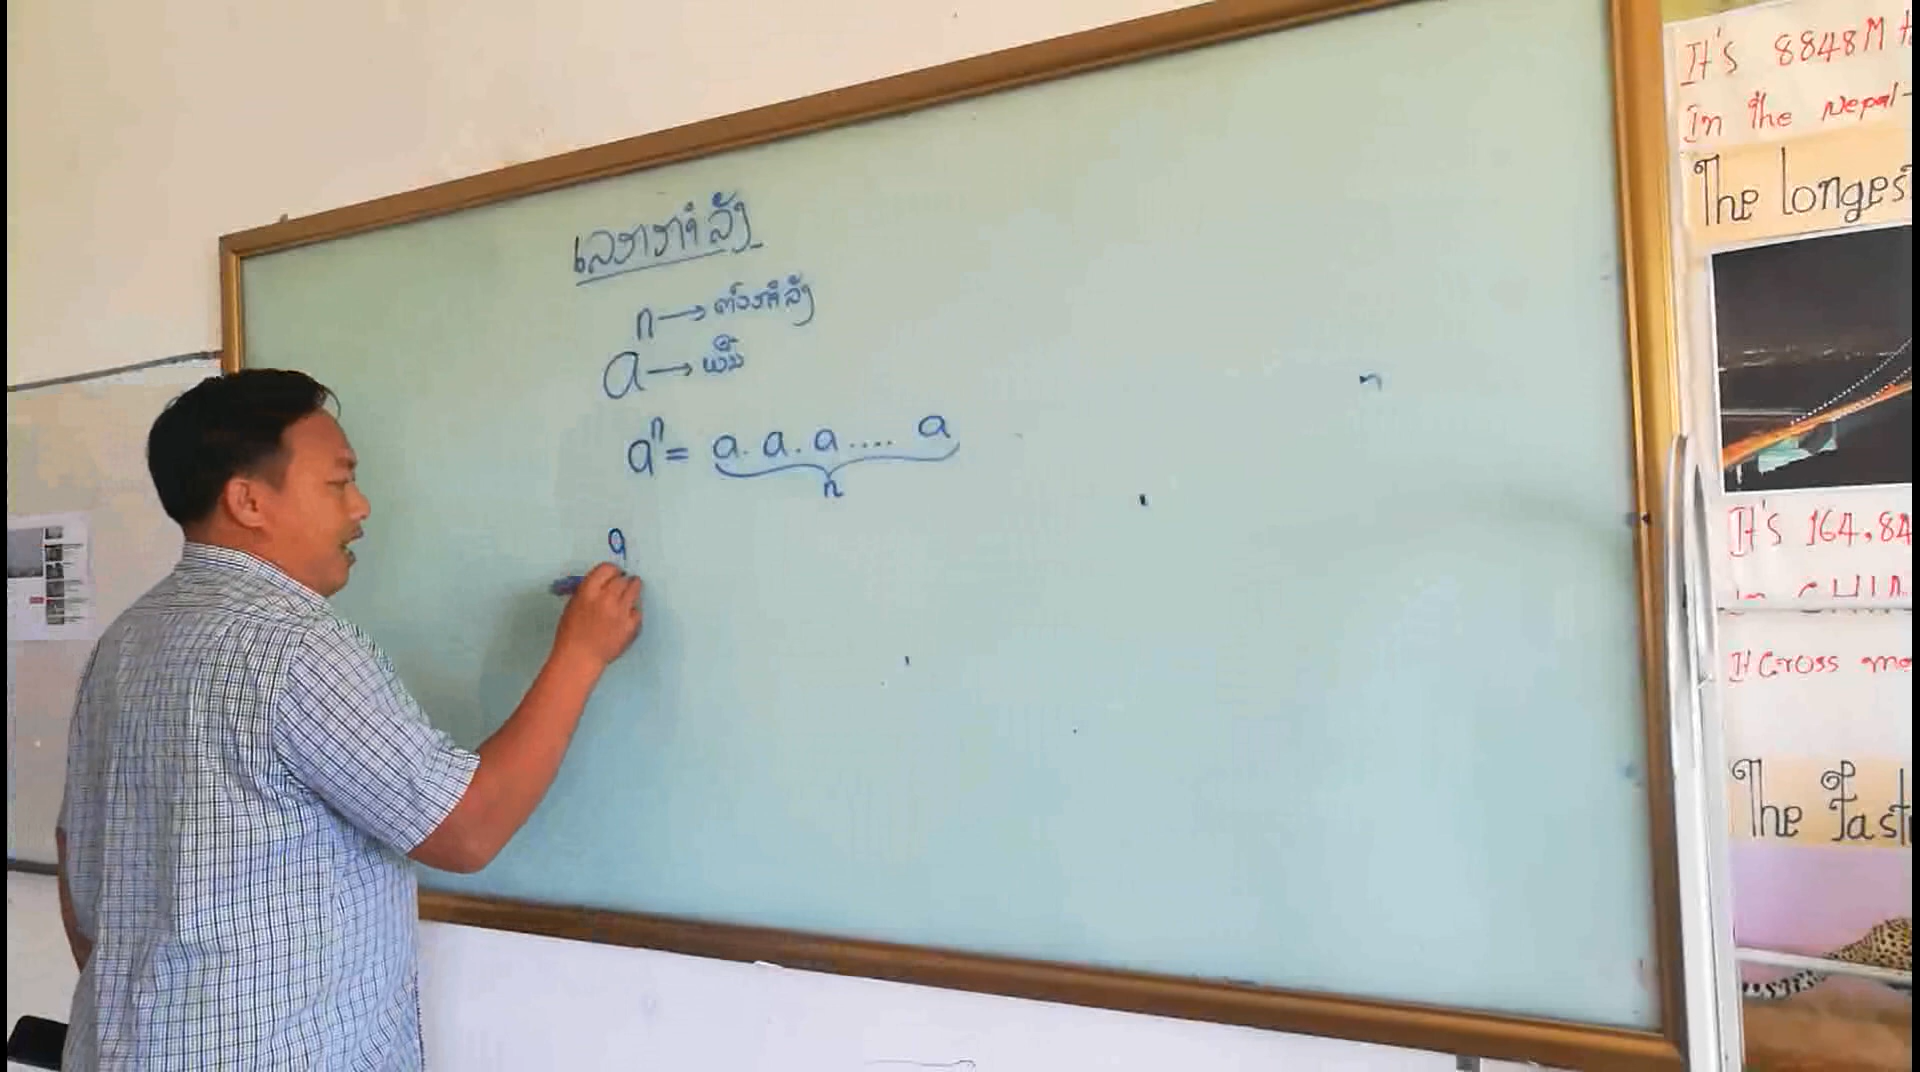 ເລກກຳລັງ
n → ຕົວກຳລັງ
a → ພື້ນ
aⁿ = a. a. a .... a
n
a
It's 8848M
In the Nepal-
The longes
It's 164,84
It cross
The Fast